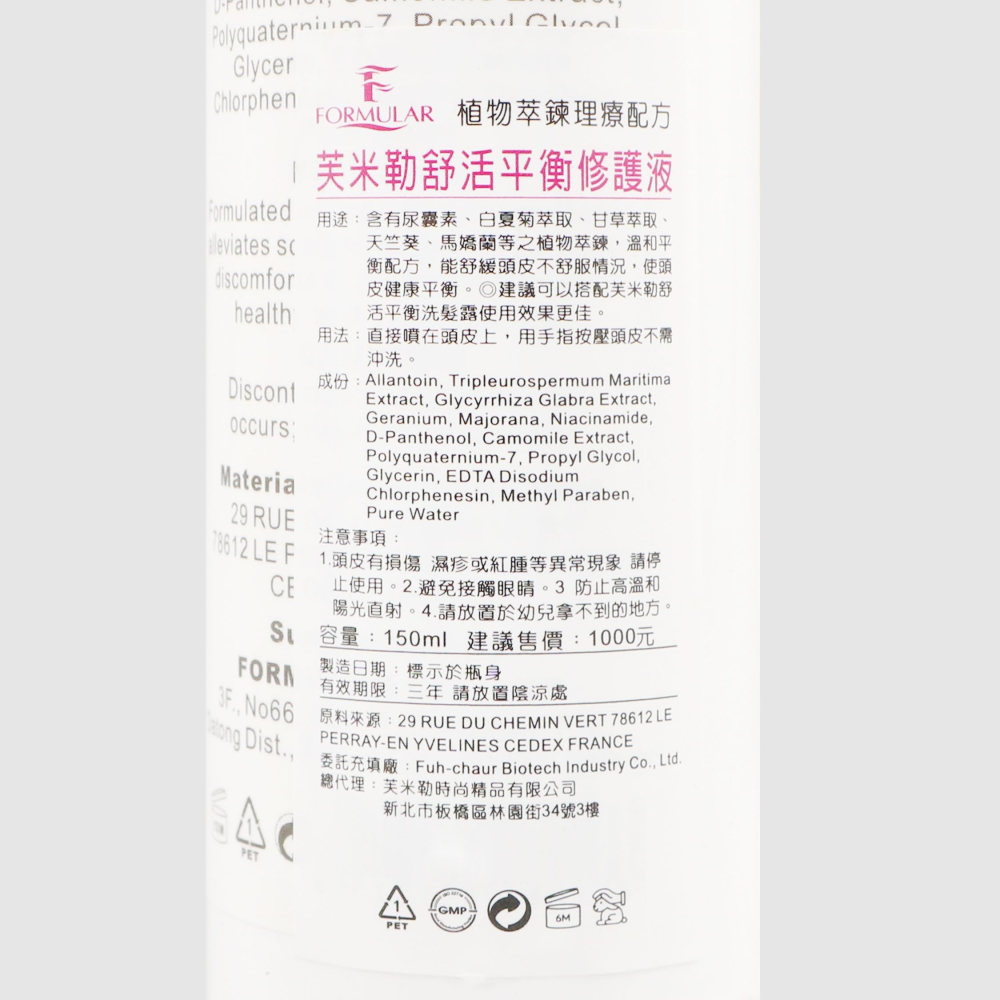 Polyquaternium-7, Propyl Glycol
Glycer
Chlorphen
Formulated
alleviates sc
discomfor
health
Discont
occurs;
Materia
29 RUE
78612 LE P
CE
Su
FORM
3F., No66
Datong Dist.,
1
PET
FORMULAR 植物萃鍊理療配方
芙米勒舒活平衡修護液
用途：含有尿囊素、白夏菊萃取、甘草萃取、
天竺葵、馬嬌蘭等之植物萃鍊，溫和平
衡配方，能舒緩頭皮不舒服情況，使頭
皮健康平衡。◎建議可以搭配芙米勒舒
活平衡洗髮露使用效果更佳。
用法：直接噴在頭皮上，用手指按壓頭皮不需
沖洗。
成份：Allantoin, Tripleurospermum Maritima
Extract, Glycyrrhiza Glabra Extract,
Geranium, Majorana, Niacinamide,
D-Panthenol, Camomile Extract,
Polyquaternium-7, Propyl Glycol,
Glycerin, EDTA Disodium
Chlorphenesin, Methyl Paraben,
Pure Water
注意事項：
1.頭皮有損傷 濕疹或紅腫等異常現象 請停
止使用。2.避免接觸眼睛。3 防止高溫和
陽光直射。4.請放置於幼兒拿不到的地方。
容量：150ml 建議售價：1000元
製造日期：標示於瓶身
有效期限：三年 請放置陰涼處
原料來源：29 RUE DU CHEMIN VERT 78612 LE
PERRAY-EN YVELINES CEDEX FRANCE
委託充填廠：Fuh-chaur Biotech Industry Co., Ltd.
總代理：芙米勒時尚精品有限公司
新北市板橋區林園街34號3樓
1
PET
GMP
6M